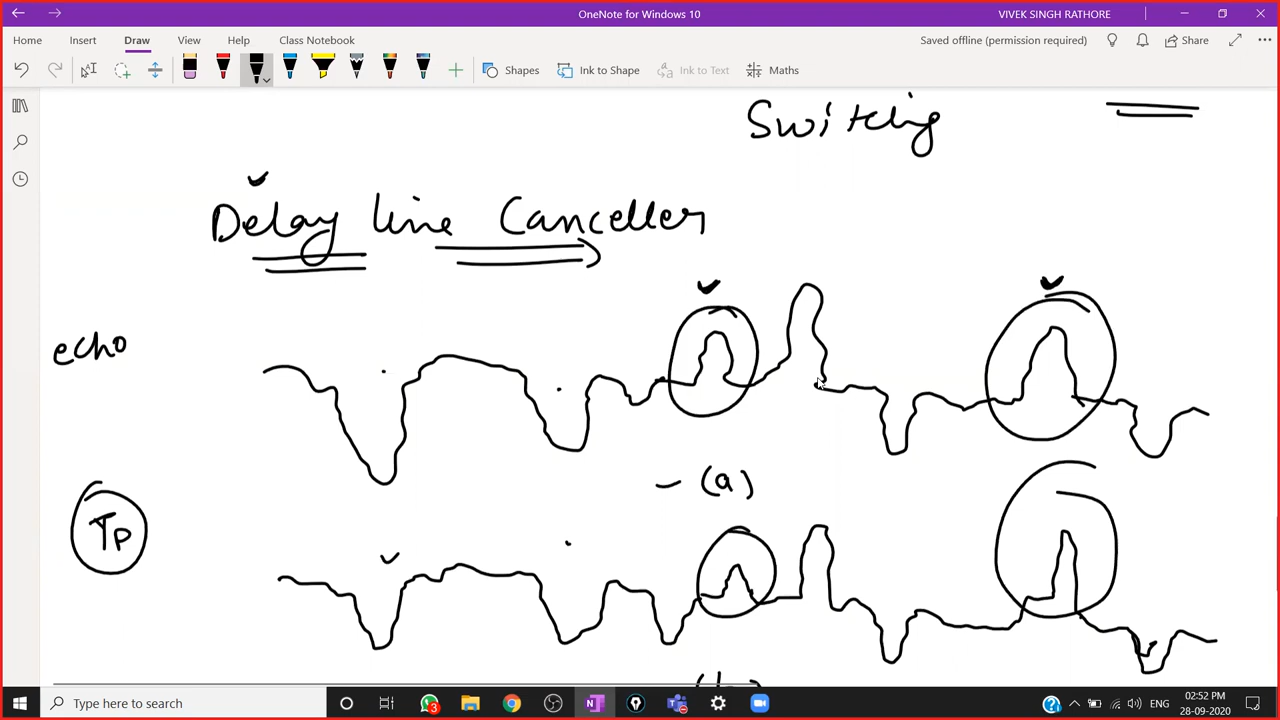 OneNote for Windows 10
VIVEK SINGH RATHORE
Home Insert Draw View Help Class Notebook
Saved offline (permission required)
Share
Shapes
Ink to Shape
Ink to Text
Maths
Switching
Delay line Canceller
echo
- (a)
TP
Type here to search
3
ENG
02:52 PM
28-09-2020